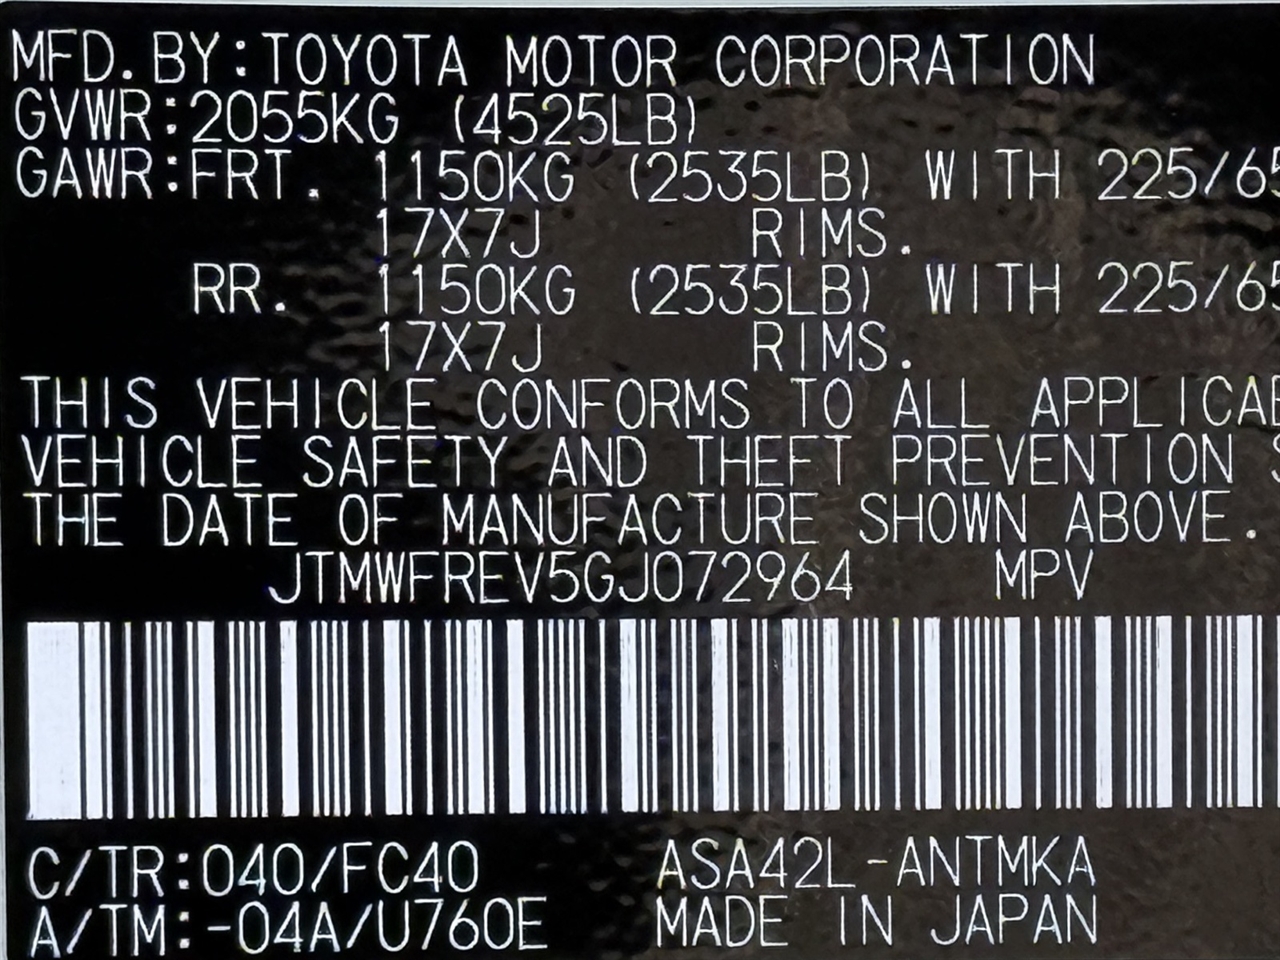 MFD.BY:TOYOTA MOTOR CORPORATION
GVWR:2055KG (4525LB)
GAWR:FRT. 1150KG (2535LB) WITH 225/65
17X7J RIMS.
RR. 1150KG (2535LB) WITH 225/65
17X7J RIMS.
THIS VEHICLE CONFORMS TO ALL APPLICAB
VEHICLE SAFETY AND THEFT PREVENTION S
THE DATE OF MANUFACTURE SHOWN ABOVE.
JTMWFREV5GJ072964 MPV
C/TR:040/FC40 ASA42L-ANTMKA
A/TM:-04A/U760E MADE IN JAPAN